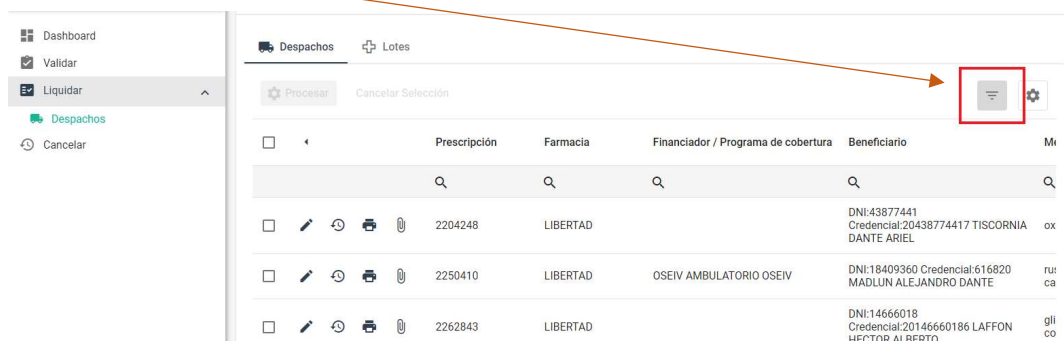 Dashboard
Validar
Liquidar
Despachos
Cancelar
Despachos Lotes
Procesar Cancelar Selección
Prescripción Farmacia Financiador / Programa de cobertura Beneficiario
2204248 LIBERTAD DNI:43877441
Credencial:20438774417 TISCORNIA
DANTE ARIEL
2250410 LIBERTAD OSEIV AMBULATORIO OSEIV DNI:18409360 Credencial:616820
MADLUN ALEJANDRO DANTE
2262843 LIBERTAD DNI:14666018
Credencial:20146660186 LAFFON
HECTOR ALBERTO